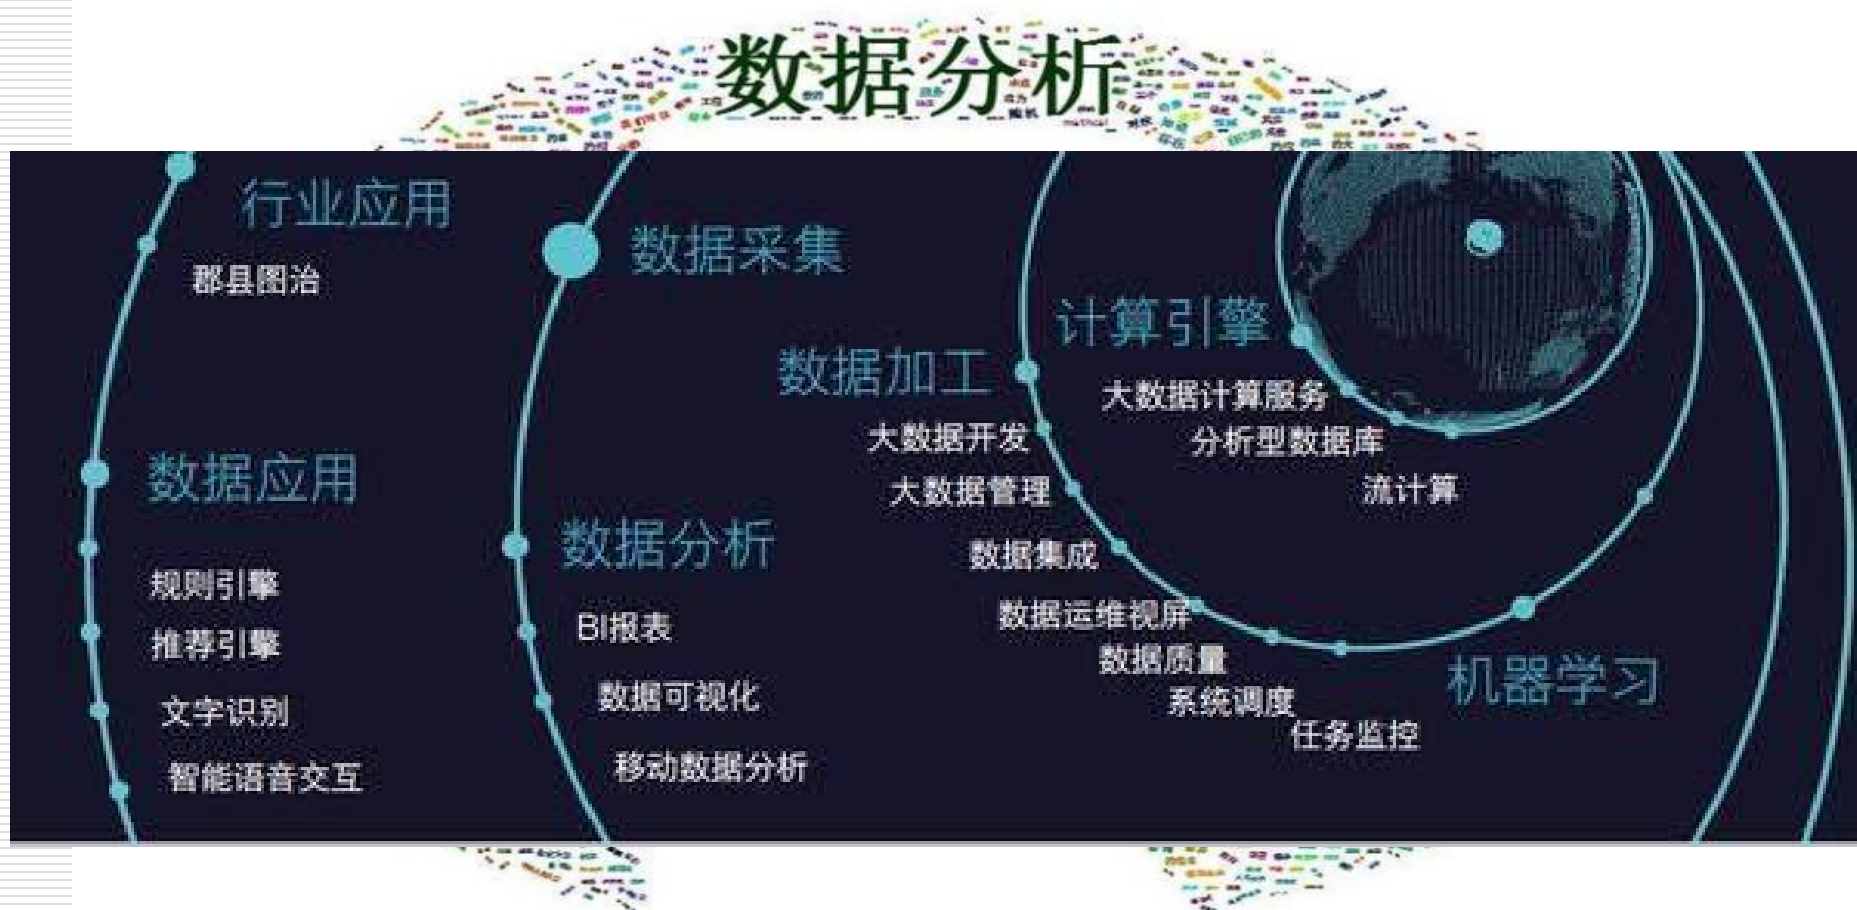 数据分析
行业应用
郡县图治
数据应用
规则引擎
推荐引擎
文字识别
智能语音交互
数据采集
数据分析
BI报表
数据可视化
移动数据分析
数据加工
大数据开发
大数据管理
数据集成
数据运维视屏
数据质量
系统调度
任务监控
计算引擎
大数据计算服务
分析型数据库
流计算
机器学习